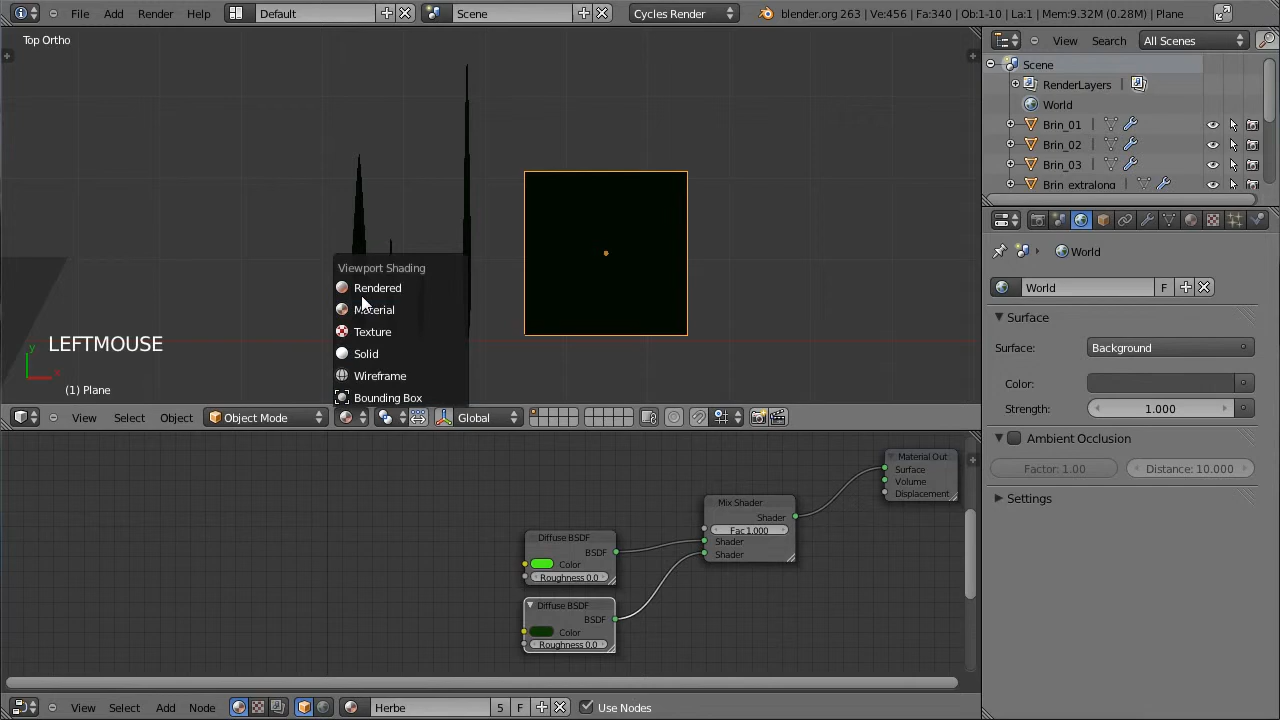 File Add Render Help Default Scene Cycles Render blender.org 263 | Ve:456 | Fa:340 | Ob:1-10 | La:1 | Mem:9.32M (0.28M) | Plane
Top Ortho
View Search All Scenes
Scene
RenderLayers |
World
Brin_01 |
Brin_02 |
Brin_03 |
Brin_extralong |
World
World F
Surface
Surface: Background
Color:
Strength: 1.000
Ambient Occlusion
Factor: 1.00 Distance: 10.000
Settings
Viewport Shading
Rendered
Material
Texture
Solid
Wireframe
Bounding Box
LEFTMOUSE
y
x
(1) Plane
View Select Object Object Mode Global
Material Out
Surface
Volume
Displacement
Mix Shader
Shader
Fac 1.000
Shader
Shader
Diffuse BSDF
BSDF
Color
Roughness 0.0
Diffuse BSDF
BSDF
Color
Roughness 0.0
View Select Add Node Herbe 5 F Use Nodes